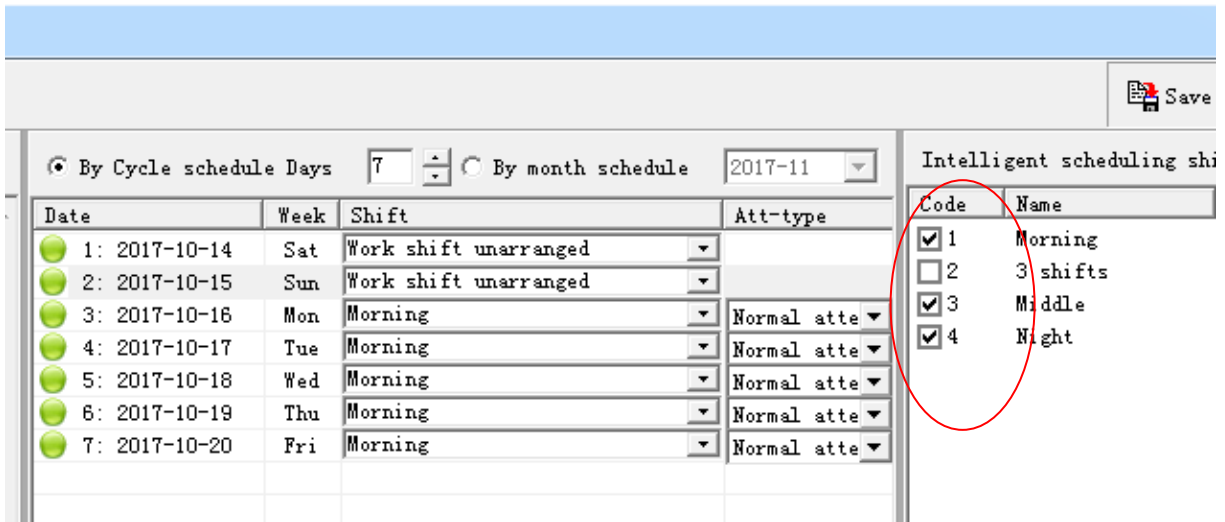 Save
By Cycle schedule Days 7 By month schedule 2017-11
Intelligent scheduling shi
Date Week Shift Att-type
1: 2017-10-14 Sat Work shift unarranged
2: 2017-10-15 Sun Work shift unarranged
3: 2017-10-16 Mon Morning Normal atte
4: 2017-10-17 Tue Morning Normal atte
5: 2017-10-18 Wed Morning Normal atte
6: 2017-10-19 Thu Morning Normal atte
7: 2017-10-20 Fri Morning Normal atte
Code Name
1 Morning
2 3 shifts
3 Middle
4 Night